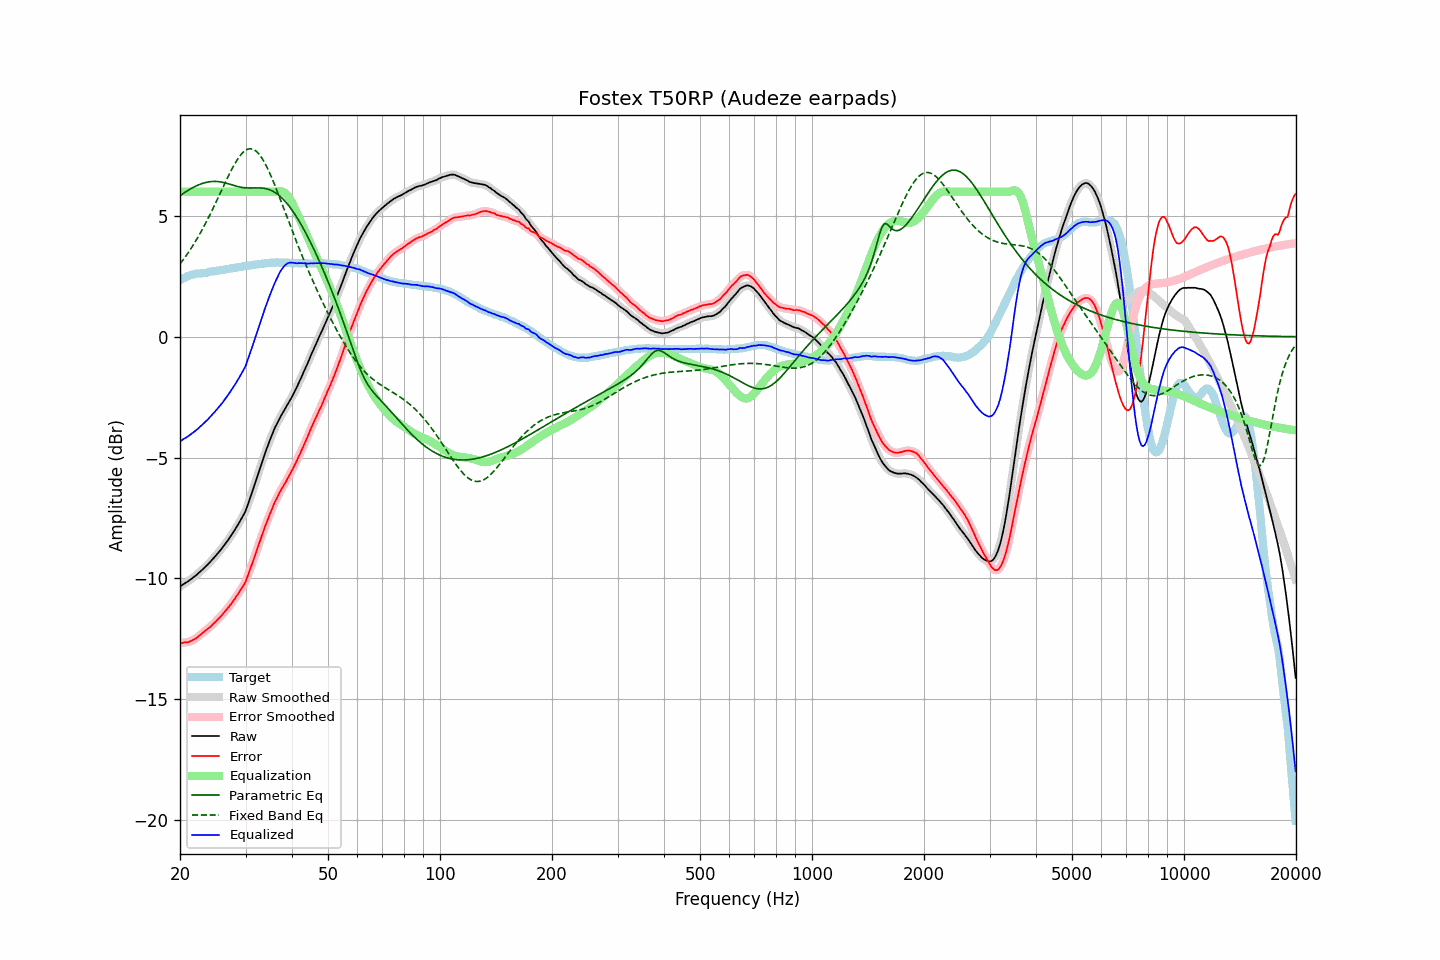 Fostex T50RP (Audeze earpads)
Amplitude (dBr)
5
0
−5
−10
−15
−20
Target
Raw Smoothed
Error Smoothed
Raw
Error
Equalization
Parametric Eq
Fixed Band Eq
Equalized
20
50
100
200
500
1000
2000
5000
10000
20000
Frequency (Hz)